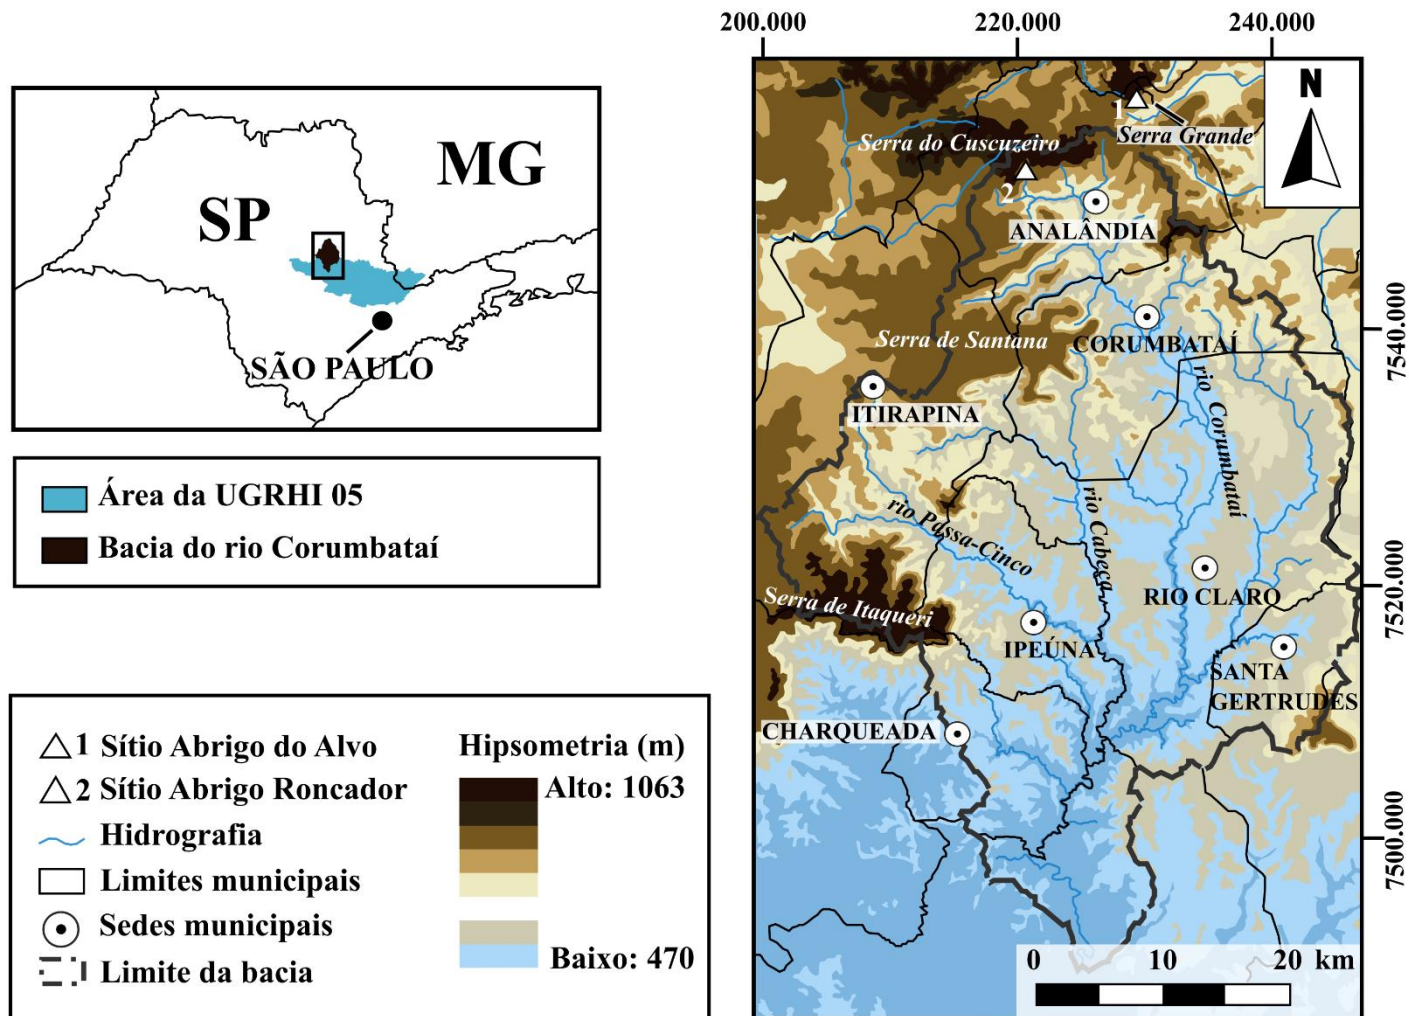 SP
MG
SÃO PAULO
Área da UGRHI 05
Bacia do rio Corumbataí
1 Sítio Abrigo do Alvo
2 Sítio Abrigo Roncador
Hidrografia
Limites municipais
Sedes municipais
Limite da bacia
Hipsometria (m)
Alto: 1063
Baixo: 470
200.000
220.000
240.000
N
1
Serra Grande
Serra do Cuscuzeiro
2
ANALÂNDIA
CORUMBATAÍ
Serra de Santana
7540.000
ITIRAPINA
rio Corumbataí
rio Cabeça
rio Passa-Cinco
RIO CLARO
7520.000
Serra de Itaqueri
IPEÚNA
SANTA
GERTRUDES
CHARQUEADA
7500.000
0 10 20 km